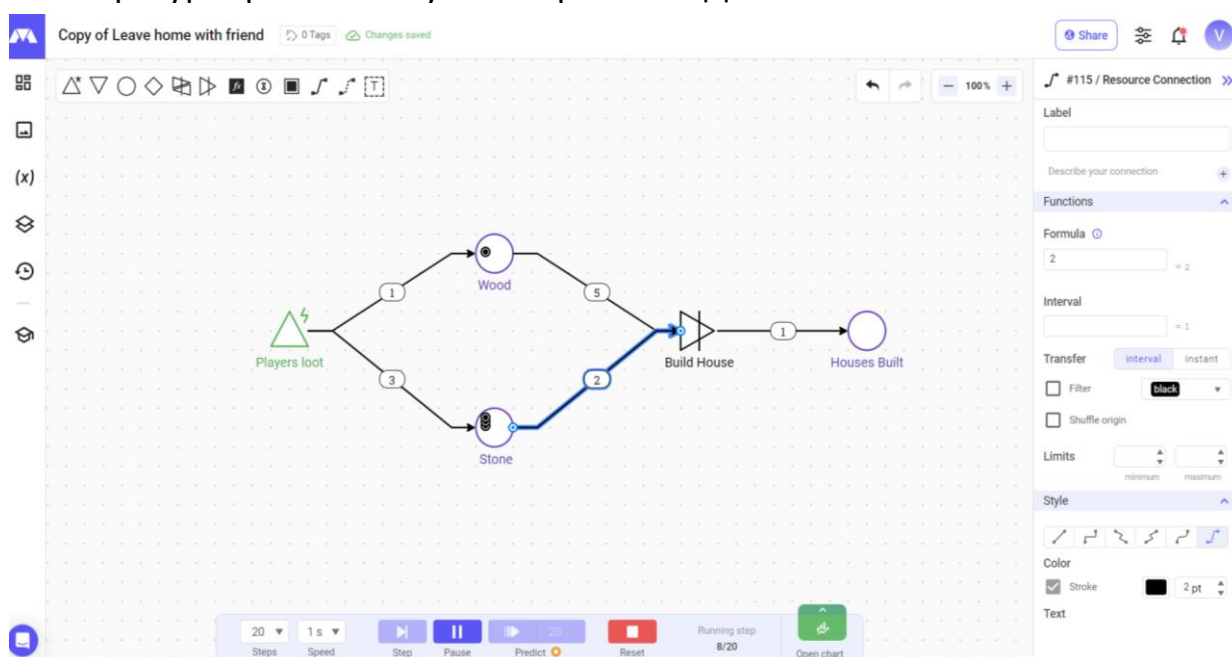 Copy of Leave home with friend
0 Tags
Changes saved
Share
V
fx
T
100%
(x)
#115 / Resource Connection
Label
Describe your connection
Functions
Formula
2
= 2
Interval
= 1
Transfer
interval
instant
Filter
black
Shuffle origin
Limits
minimum
maximum
Style
Color
Stroke
2 pt
Text
Wood
1
5
Players loot
Build House
1
Houses Built
3
2
Stone
20
1 s
20
Running step
8/20
Steps
Speed
Step
Pause
Predict
Reset
Open chart